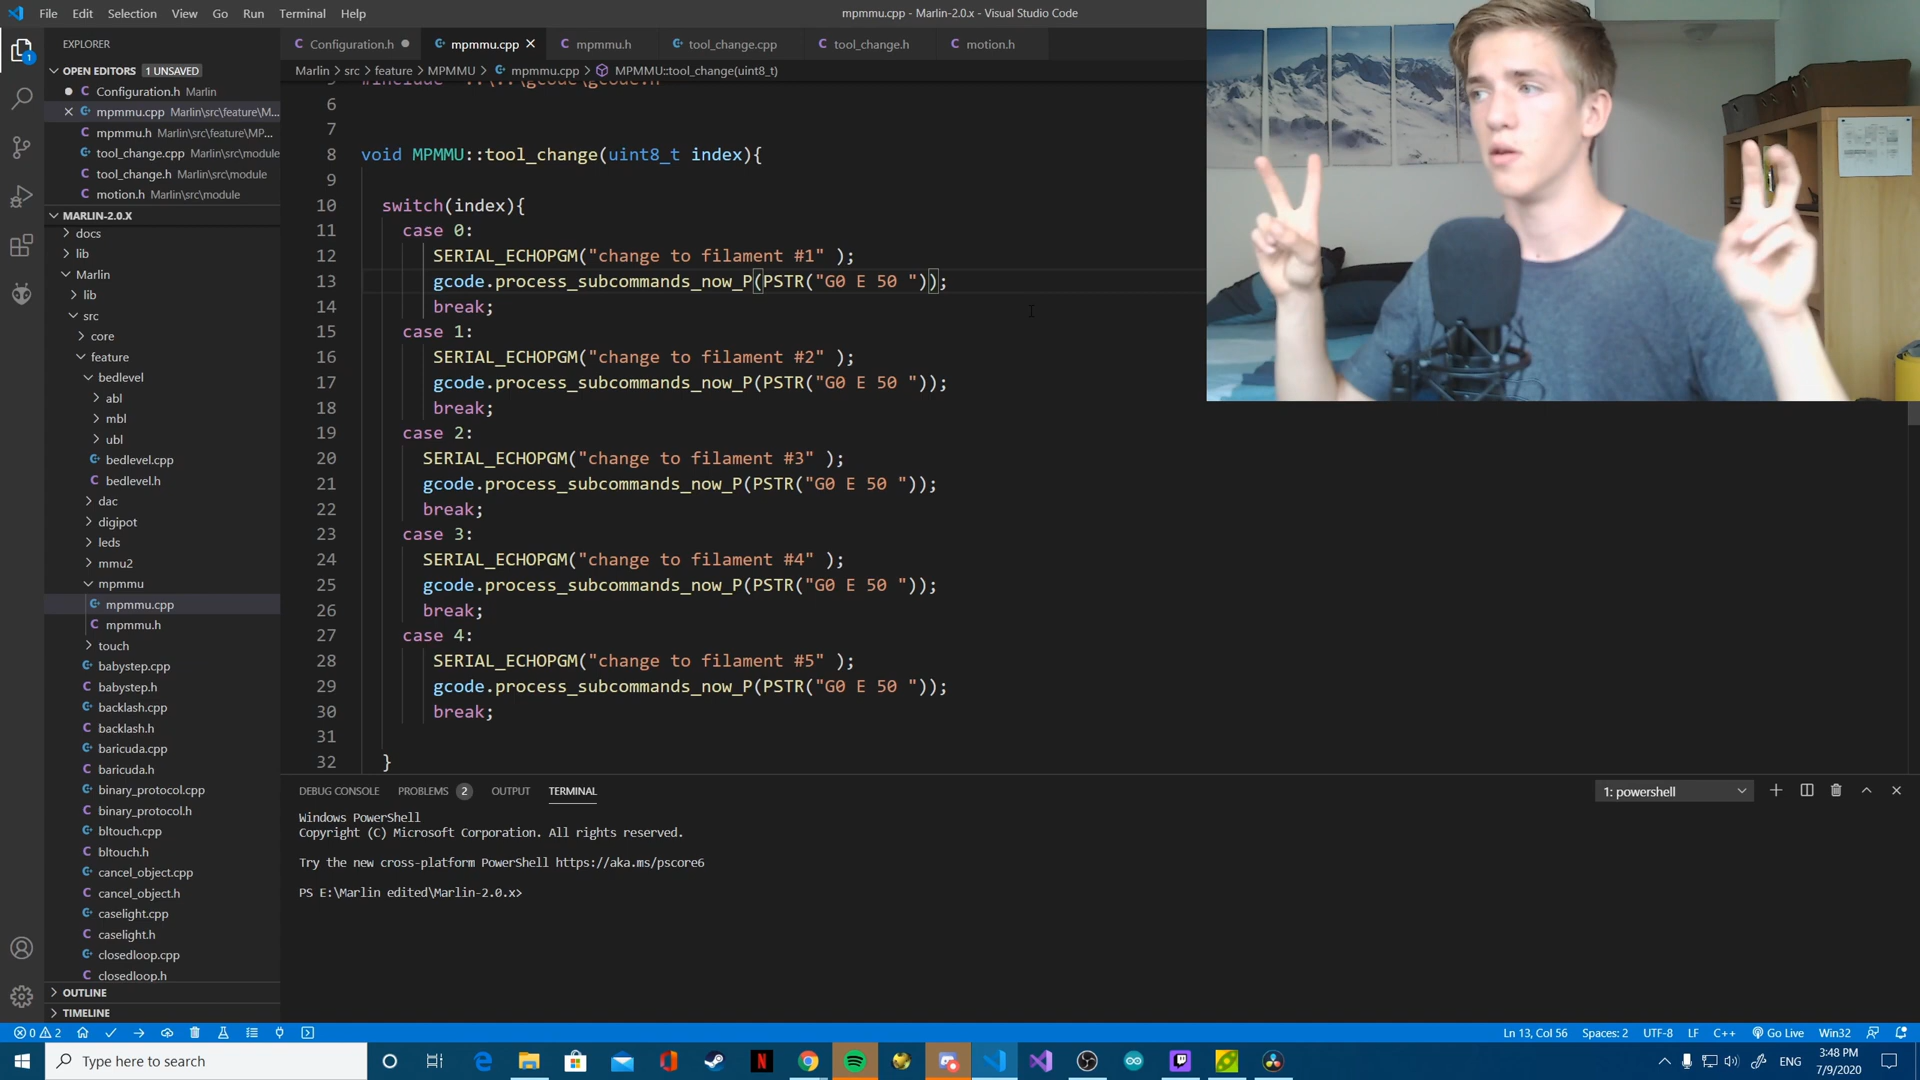 File Edit Selection View Go Run Terminal Help
mpmmu.cpp - Marlin-2.0.x - Visual Studio Code
EXPLORER
OPEN EDITORS 1 UNSAVED
Configuration.h Marlin
mpmmu.cpp Marlin\src\feature\M...
mpmmu.h Marlin\src\feature\MP...
tool_change.cpp Marlin\src\module
tool_change.h Marlin\src\module
motion.h Marlin\src\module
MARLIN-2.0.X
docs
lib
Marlin
lib
src
core
feature
bedlevel
abl
mbl
ubl
bedlevel.cpp
bedlevel.h
dac
digipot
leds
mmu2
mpmmu
mpmmu.cpp
mpmmu.h
touch
babystep.cpp
babystep.h
backlash.cpp
backlash.h
baricuda.cpp
baricuda.h
binary_protocol.cpp
binary_protocol.h
bltouch.cpp
bltouch.h
cancel_object.cpp
cancel_object.h
caselight.cpp
caselight.h
closedloop.cpp
closedloop.h
OUTLINE
TIMELINE
Configuration.h mpmmu.cpp mpmmu.h tool_change.cpp tool_change.h motion.h
Marlin > src > feature > MPMMU > mpmmu.cpp > MPMMU::tool_change(uint8_t)
6
7
8 void MPMMU::tool_change(uint8_t index){
9
10 switch(index){
11 case 0:
12 SERIAL_ECHOPGM("change to filament #1" );
13 gcode.process_subcommands_now_P(PSTR("G0 E 50 "));
14 break;
15 case 1:
16 SERIAL_ECHOPGM("change to filament #2" );
17 gcode.process_subcommands_now_P(PSTR("G0 E 50 "));
18 break;
19 case 2:
20 SERIAL_ECHOPGM("change to filament #3" );
21 gcode.process_subcommands_now_P(PSTR("G0 E 50 "));
22 break;
23 case 3:
24 SERIAL_ECHOPGM("change to filament #4" );
25 gcode.process_subcommands_now_P(PSTR("G0 E 50 "));
26 break;
27 case 4:
28 SERIAL_ECHOPGM("change to filament #5" );
29 gcode.process_subcommands_now_P(PSTR("G0 E 50 "));
30 break;
31
32 }
DEBUG CONSOLE PROBLEMS 2 OUTPUT TERMINAL
1: powershell
Windows PowerShell
Copyright (C) Microsoft Corporation. All rights reserved.
Try the new cross-platform PowerShell https://aka.ms/pscore6
PS E:\Marlin edited\Marlin-2.0.x>
0 2
Ln 13, Col 56 Spaces: 2 UTF-8 LF C++ Go Live Win32
Type here to search
ENG
3:48 PM
7/9/2020